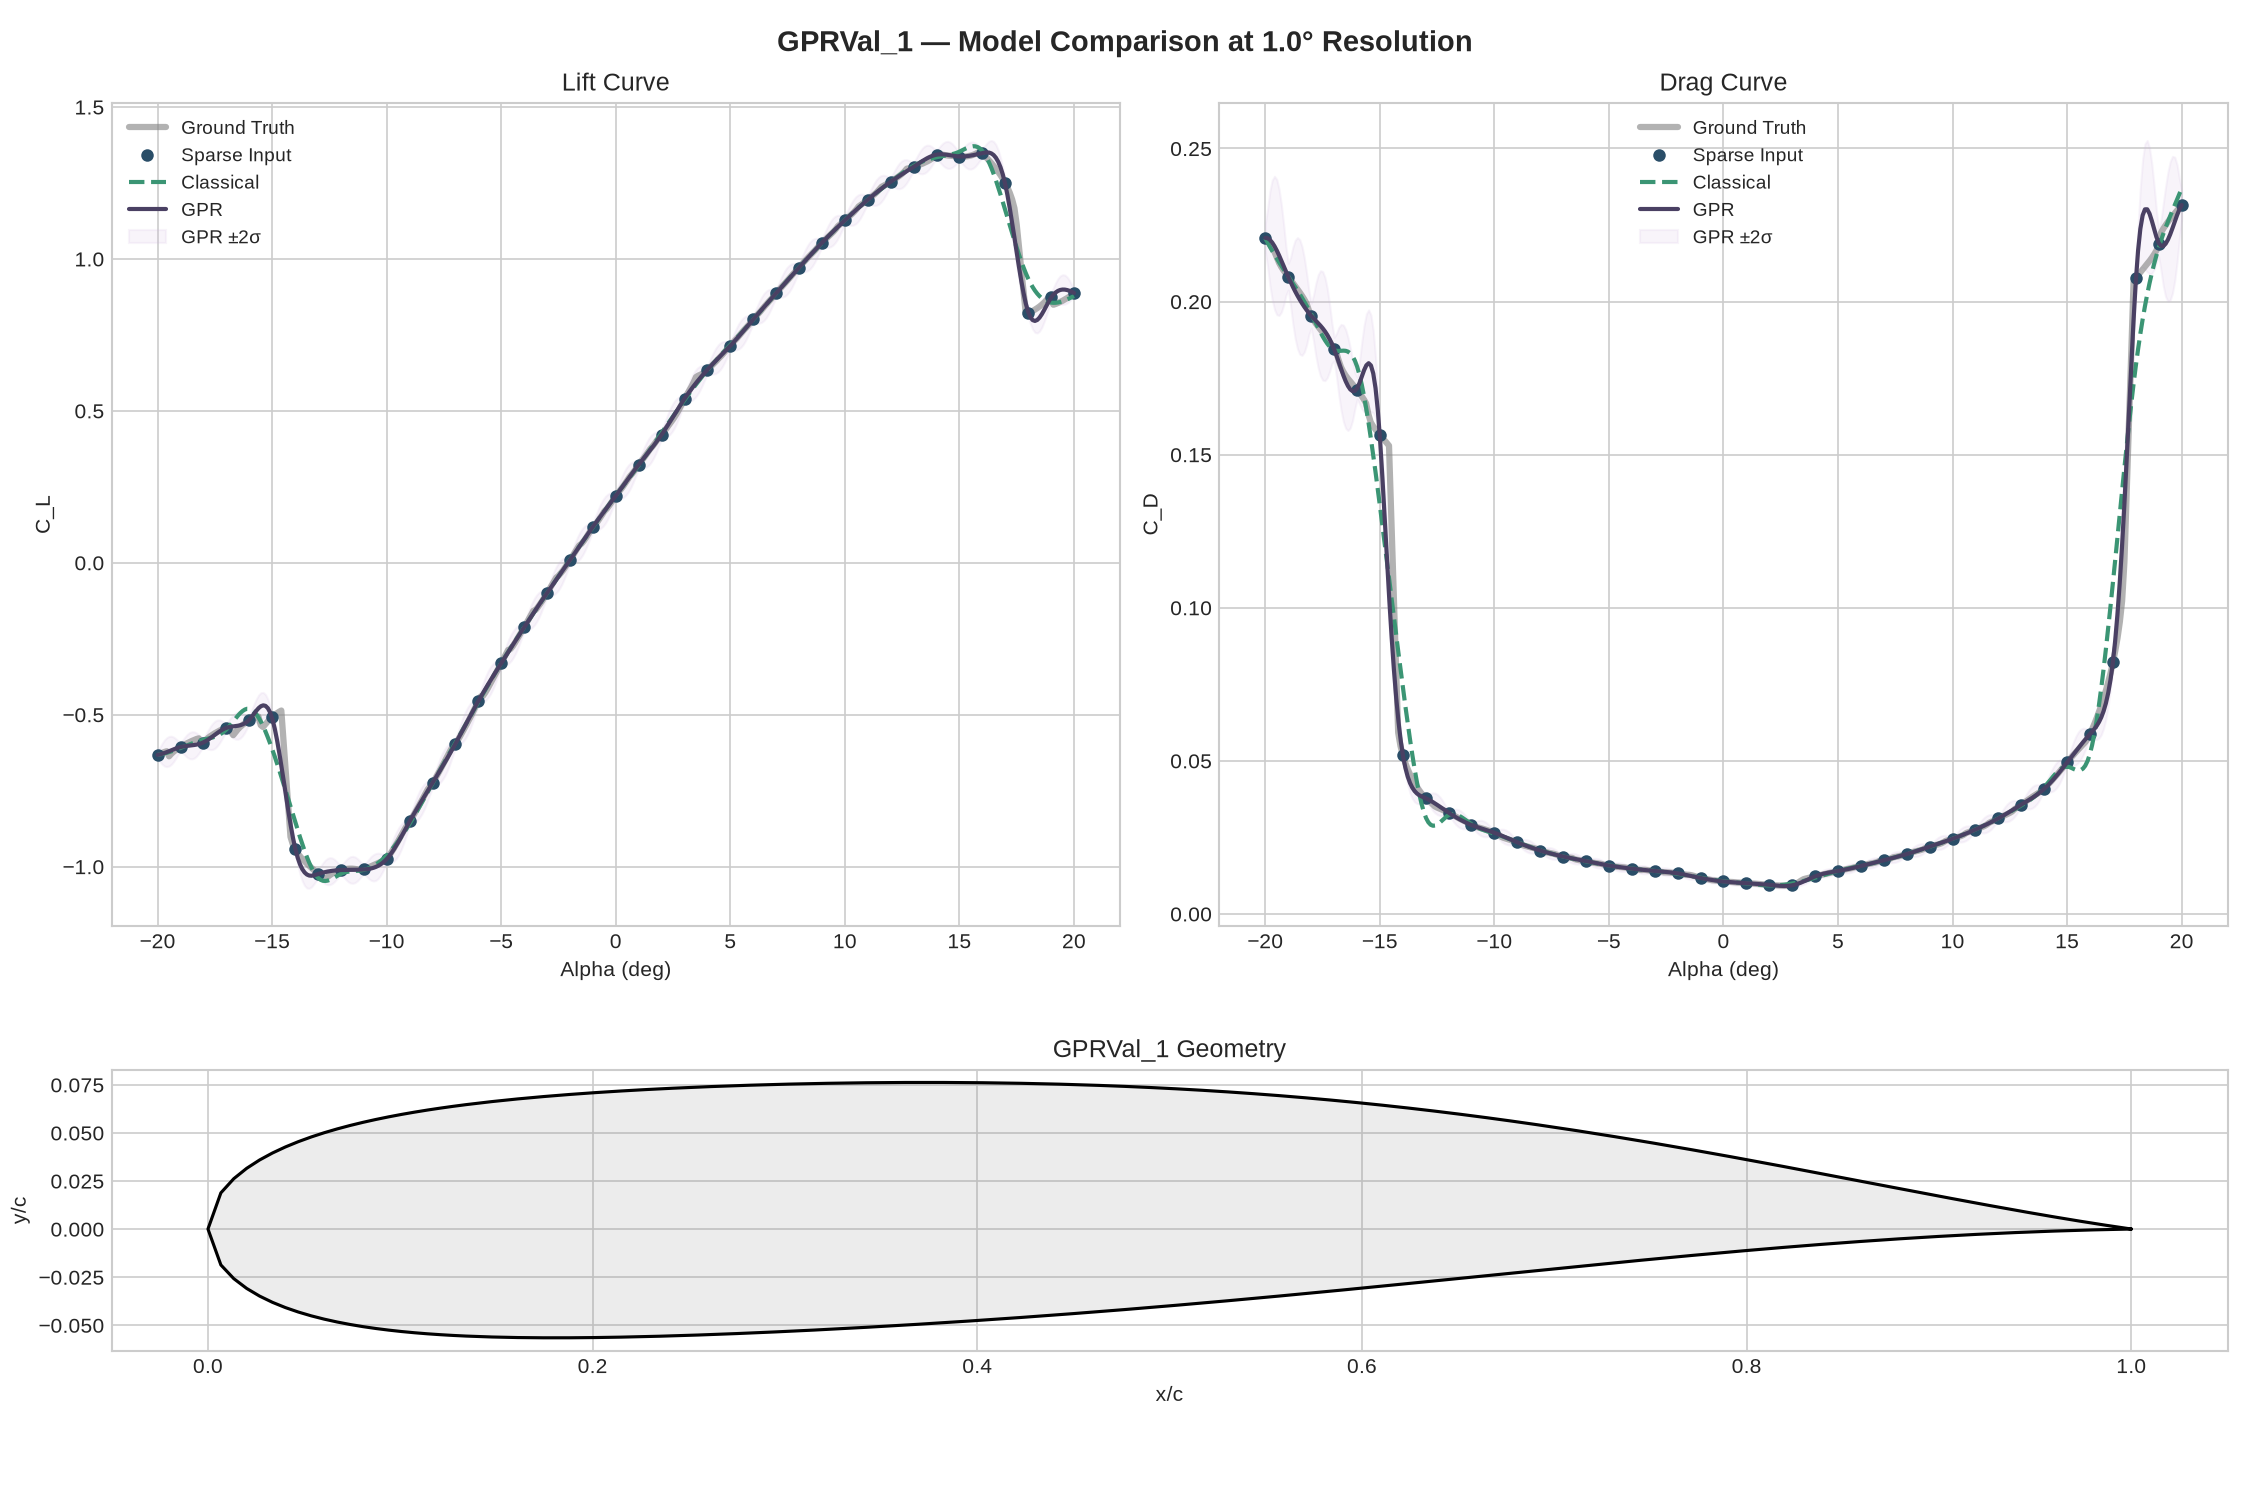 GPRVal_1 — Model Comparison at 1.0° Resolution
Lift Curve
1.5
1.0
0.5
0.0
−0.5
−1.0
C_L
Ground Truth
Sparse Input
Classical
GPR
GPR ±2σ
−20 −15 −10 −5 0 5 10 15 20
Alpha (deg)
Drag Curve
0.25
0.20
0.15
0.10
0.05
0.00
C_D
Ground Truth
Sparse Input
Classical
GPR
GPR ±2σ
−20 −15 −10 −5 0 5 10 15 20
Alpha (deg)
GPRVal_1 Geometry
0.075
0.050
0.025
0.000
−0.025
−0.050
y/c
0.0 0.2 0.4 0.6 0.8 1.0
x/c